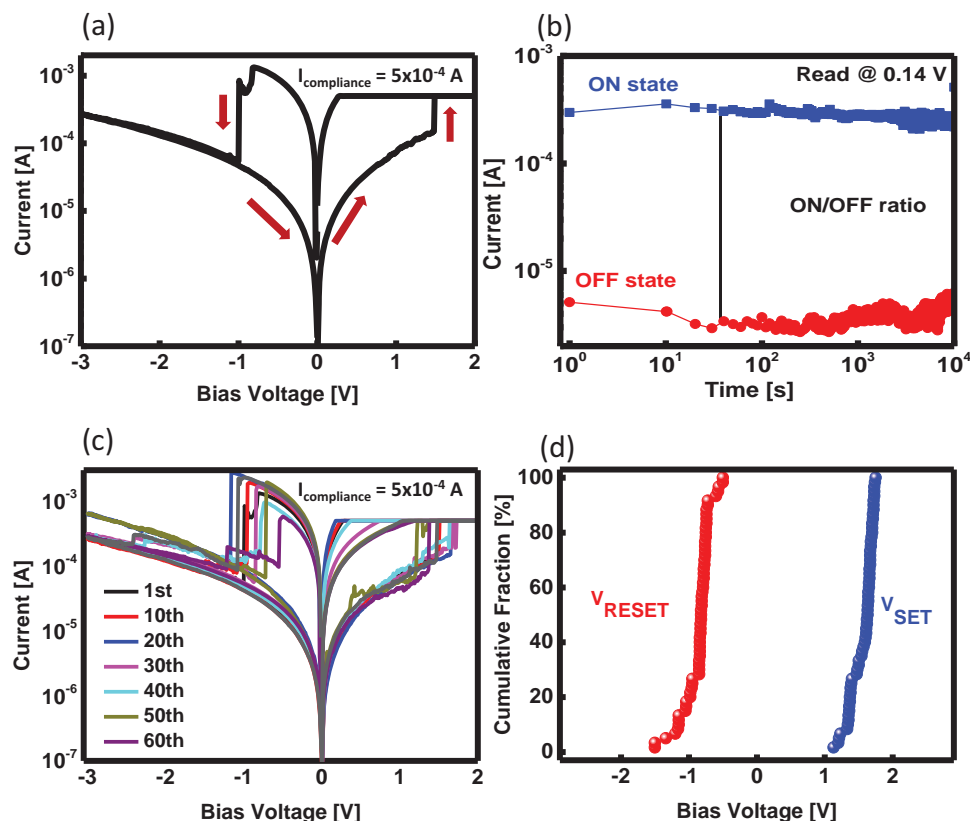 (a)
I_compliance = 5x10^-4 A
10^-3
10^-4
10^-5
10^-6
10^-7
Current [A]
-3 -2 -1 0 1 2
Bias Voltage [V]
(b)
Read @ 0.14 V
ON state
ON/OFF ratio
OFF state
10^-3
10^-4
10^-5
Current [A]
10^0 10^1 10^2 10^3 10^4
Time [s]
(c)
I_compliance = 5x10^-4 A
10^-3
10^-4
10^-5
10^-6
10^-7
Current [A]
1st
10th
20th
30th
40th
50th
60th
-3 -2 -1 0 1 2
Bias Voltage [V]
(d)
100
80
60
40
20
0
Cumulative Fraction [%]
V_RESET
V_SET
-2 -1 0 1 2
Bias Voltage [V]